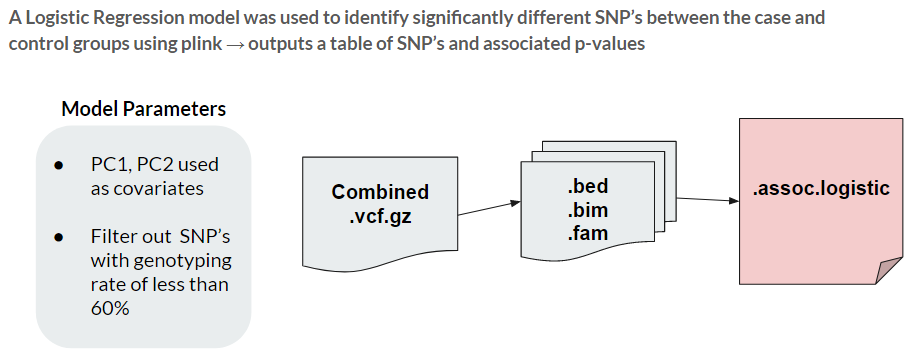 A Logistic Regression model was used to identify significantly different SNP's between the case and
control groups using plink → outputs a table of SNP's and associated p-values
Model Parameters
● PC1, PC2 used
as covariates
● Filter out SNP's
with genotyping
rate of less than
60%
Combined
.vcf.gz
.bed
.bim
.fam
.assoc.logistic